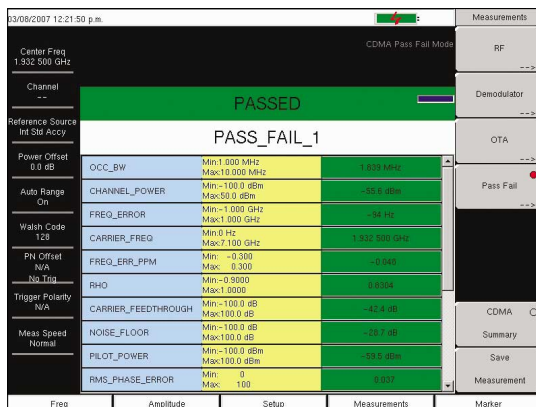 03/08/2007 12:21:50 p.m.
Measurements
Center Freq
1.932 500 GHz
Channel
--
Reference Source
Int Std Accy
Power Offset
0.0 dB
Auto Range
On
Walsh Code
128
PN Offset
N/A
No Trig
Trigger Polarity
N/A
Meas Speed
Normal
CDMA Pass Fail Mode
PASSED
PASS_FAIL_1
OCC_BW Min:1.000 MHz 1.839 MHz
Max:10.000 MHz
CHANNEL_POWER Min:-100.0 dBm -55.8 dBm
Max:50.0 dBm
FREQ_ERROR Min:-1.000 GHz -94 Hz
Max:1.000 GHz
CARRIER_FREQ Min:0 Hz 1.932 500 GHz
Max:7.100 GHz
FREQ_ERR_PPM Min: -0.300 -0.048
Max: 0.300
RHO Min:-0.9000 0.8304
Max:1.0000
CARRIER_FEEDTHROUGH Min:-100.0 dB -42.4 dB
Max:100.0 dB
NOISE_FLOOR Min:-100.0 dB -28.7 dB
Max:100.0 dB
PILOT_POWER Min:-100.0 dBm -59.5 dBm
Max:100.0 dBm
RMS_PHASE_ERROR Min: 0 0.037
Max: 100
RF
-->
Demodulator
-->
OTA
-->
Pass Fail
-->
CDMA
Summary
Save
Measurement
Freq Amplitude Setup Measurements Marker